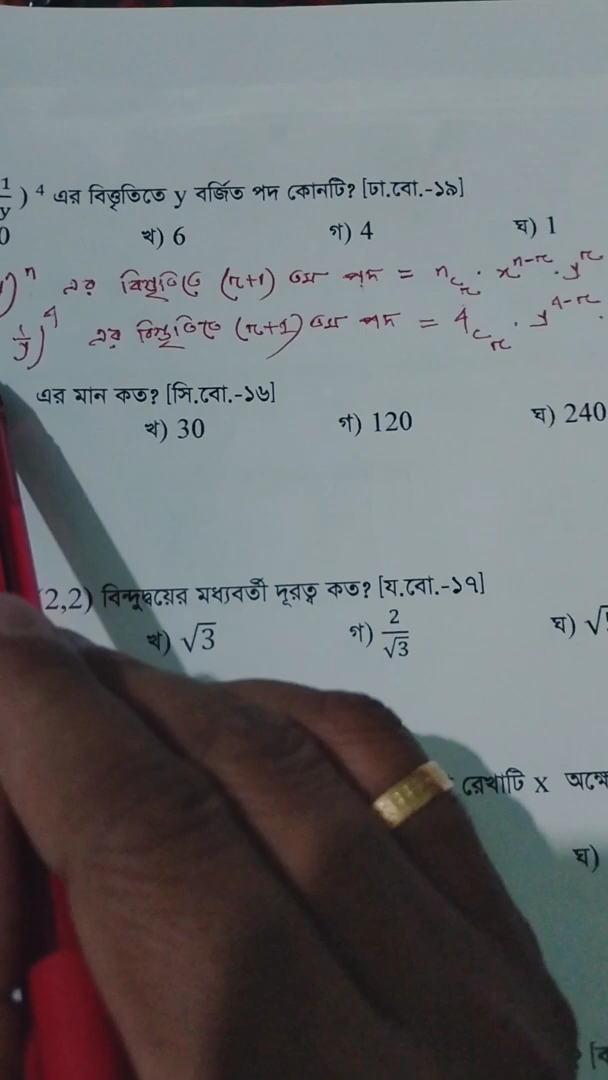 1/y ) ⁴ এর বিস্তৃতিতে y বর্জিত পদ কোনটি? [ঢা.বো.-১৯]
0 খ) 6 গ) 4 ঘ) 1
)ⁿ এর বিস্তৃতিতে (r+1) তম পদ = ⁿCᵣ · xⁿ⁻ʳ · yʳ
1/y)⁴ এর বিস্তৃতিতে (r+1) তম পদ = ⁴Cᵣ · y⁴⁻ʳ ·
এর মান কত? [সি.বো.-১৬]
খ) 30 গ) 120 ঘ) 240
(2,2) বিন্দুদ্বয়ের মধ্যবর্তী দূরত্ব কত? [য.বো.-১৭]
খ) √3 গ) 2/√3 ঘ) √
রেখাটি x অক্ষে
ঘ)